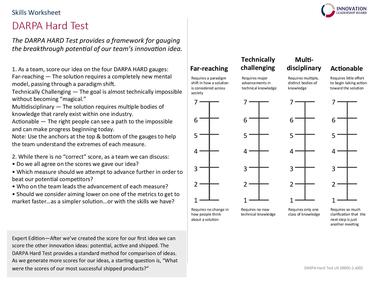 Skills Worksheet
INNOVATION
LEADERSHIP BOARD
DARPA Hard Test
The DARPA HARD Test provides a framework for gauging
the breakthrough potential of our team's innovation idea.
1. As a team, score our idea on the four DARPA HARD gauges:
Far-reaching — The solution requires a completely new
mental model, passing through a paradigm shift.
Technically Challenging — The goal is almost technically impossible
without becoming "magical."
Multidisciplinary — The solution requires multiple bodies of
knowledge that rarely exist within one industry.
Actionable — The right people can see a path to the impossible
and can make progress beginning today.
Note: Use the anchors at the top & bottom of the gauges to help
the team understand the extremes of each measure.
2. While there is no "correct" score, as a team we can discuss:
• Do we all agree on the scores we gave our idea?
• Which measure should we attempt to advance further in order to
beat our potential competitors?
• Who on the team leads the advancement of each measure?
• Should we consider aiming lower on one of the metrics to get to
market faster...as a simpler solution...or with the skills we have?
Expert Edition—After we've created the score for our first idea we can
score the other innovation ideas: potential, active and shipped. The
DARPA HARD Test provides a standard method for comparison of ideas.
As we generate more scores for our ideas, a starting question is, "What
were the scores of our most successful shipped products?"
Far-reaching
Requires a paradigm
shift in how a solution
is considered across
society
7
6
5
4
3
2
1
Requires no change in
how people think
about a solution
Technically
challenging
Requires major
advancements in
technical knowledge
7
6
5
4
3
2
1
Requires no new
technical knowledge
Multi-
disciplinary
Requires multiple,
distinct bodies of
knowledge
7
6
5
4
3
2
1
Requires only one
class of knowledge
Actionable
Requires little effort
to begin taking action
toward the solution
7
6
5
4
3
2
1
Requires so much
clarification that the
next step is just
another meeting